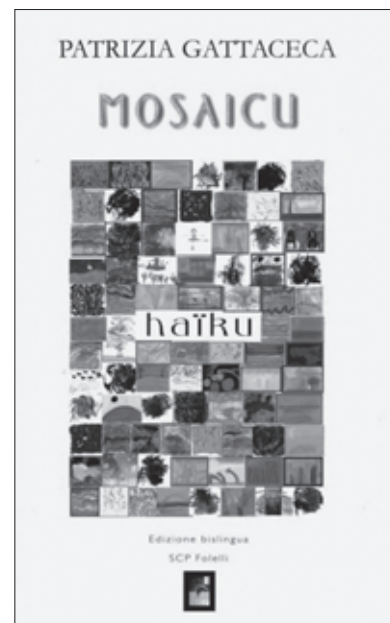 PATRIZIA GATTACECA
MOSAICU
haïku
Edizione bislingua
SCP Folelli